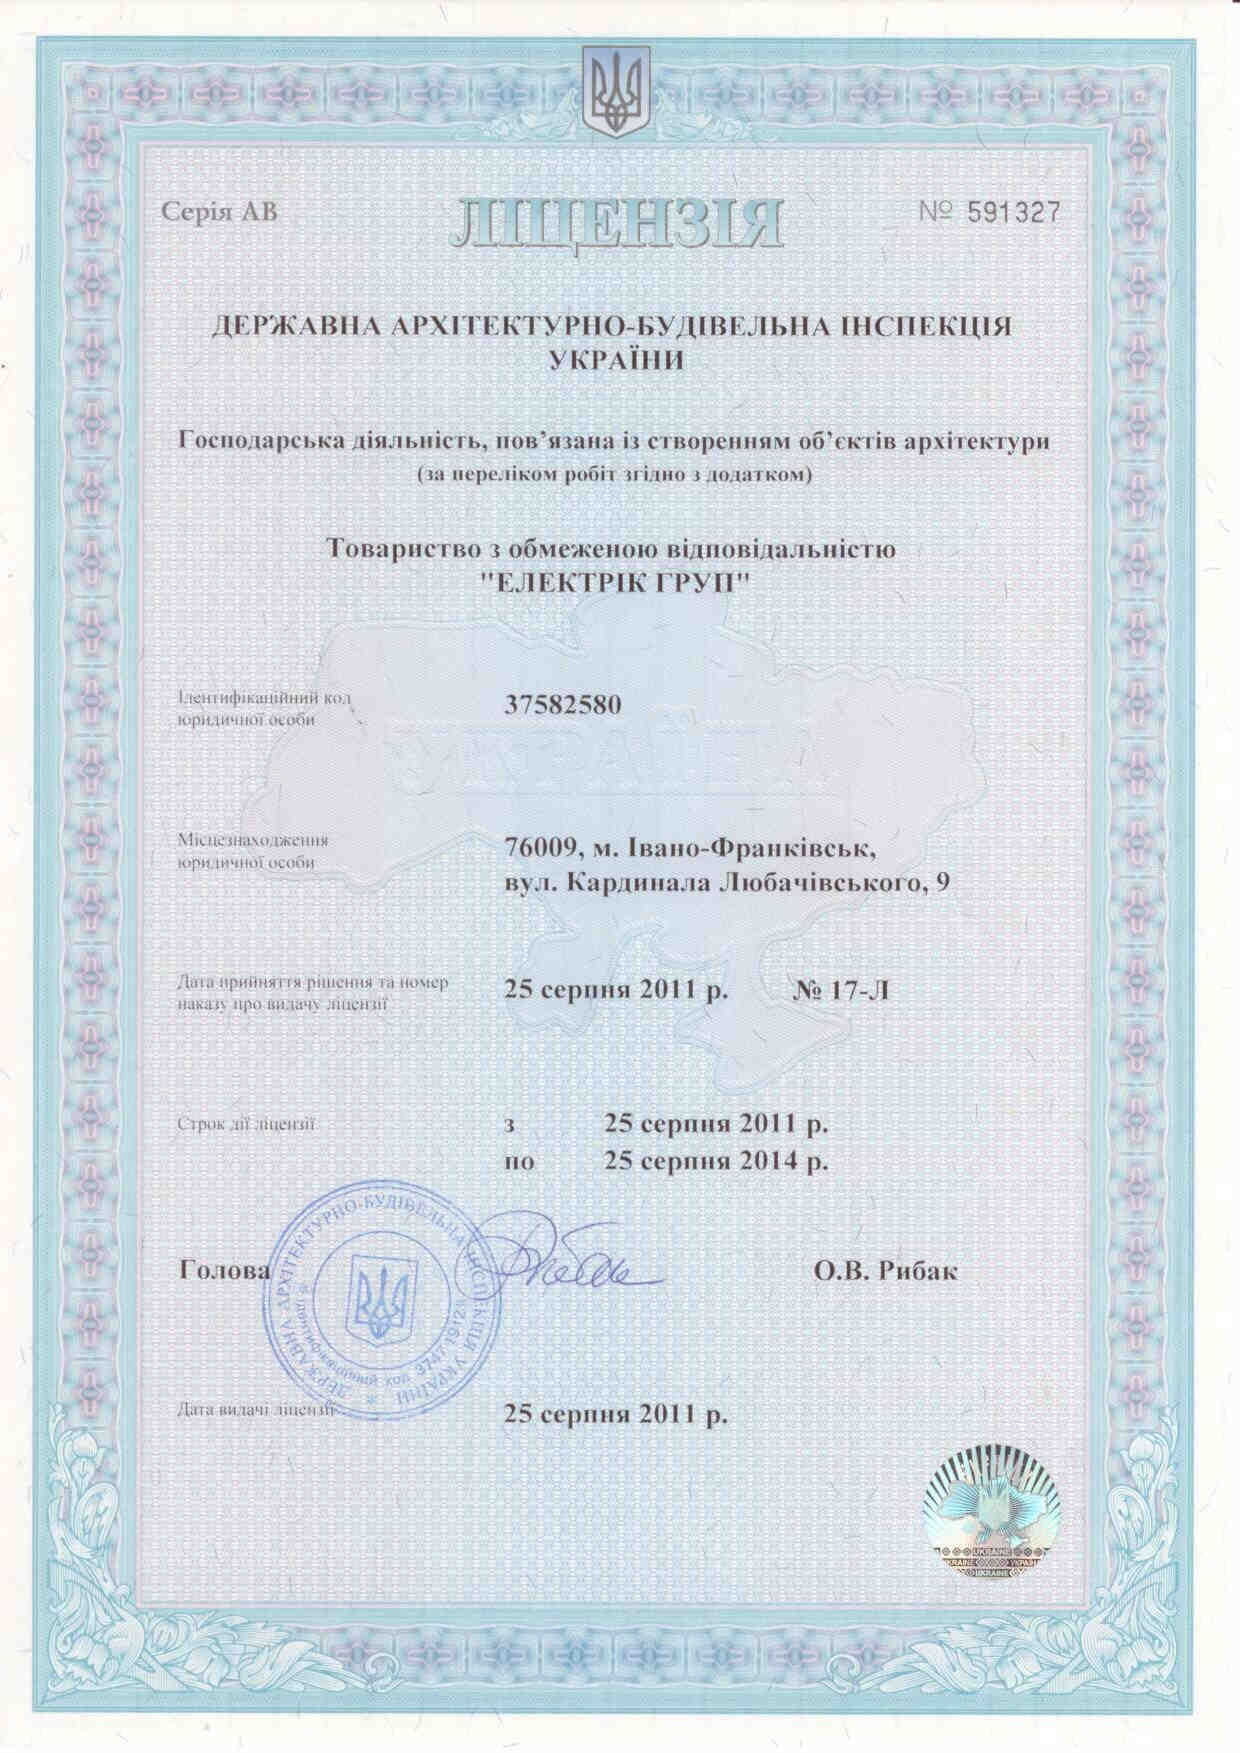 Серія АВ
ЛІЦЕНЗІЯ
№ 591327
ДЕРЖАВНА АРХІТЕКТУРНО-БУДІВЕЛЬНА ІНСПЕКЦІЯ
УКРАЇНИ
Господарська діяльність, пов’язана із створенням об’єктів архітектури
(за переліком робіт згідно з додатком)
Товариство з обмеженою відповідальністю
"ЕЛЕКТРІК ГРУП"
Ідентифікаційний код
юридичної особи
37582580
Місцезнаходження
юридичної особи
76009, м. Івано-Франківськ,
вул. Кардинала Любачівського, 9
Дата прийняття рішення та номер
наказу про видачу ліцензії
25 серпня 2011 р. № 17-Л
Строк дії ліцензії
з 25 серпня 2011 р.
по 25 серпня 2014 р.
Голова
О.В. Рибак
ДЕРЖАВНА АРХІТЕКТУРНО-БУДІВЕЛЬНА ІНСПЕКЦІЯ УКРАЇНИ
Ідентифікаційний код 37471912
Дата видачі ліцензії
25 серпня 2011 р.
UKRAINE
UKRAINE